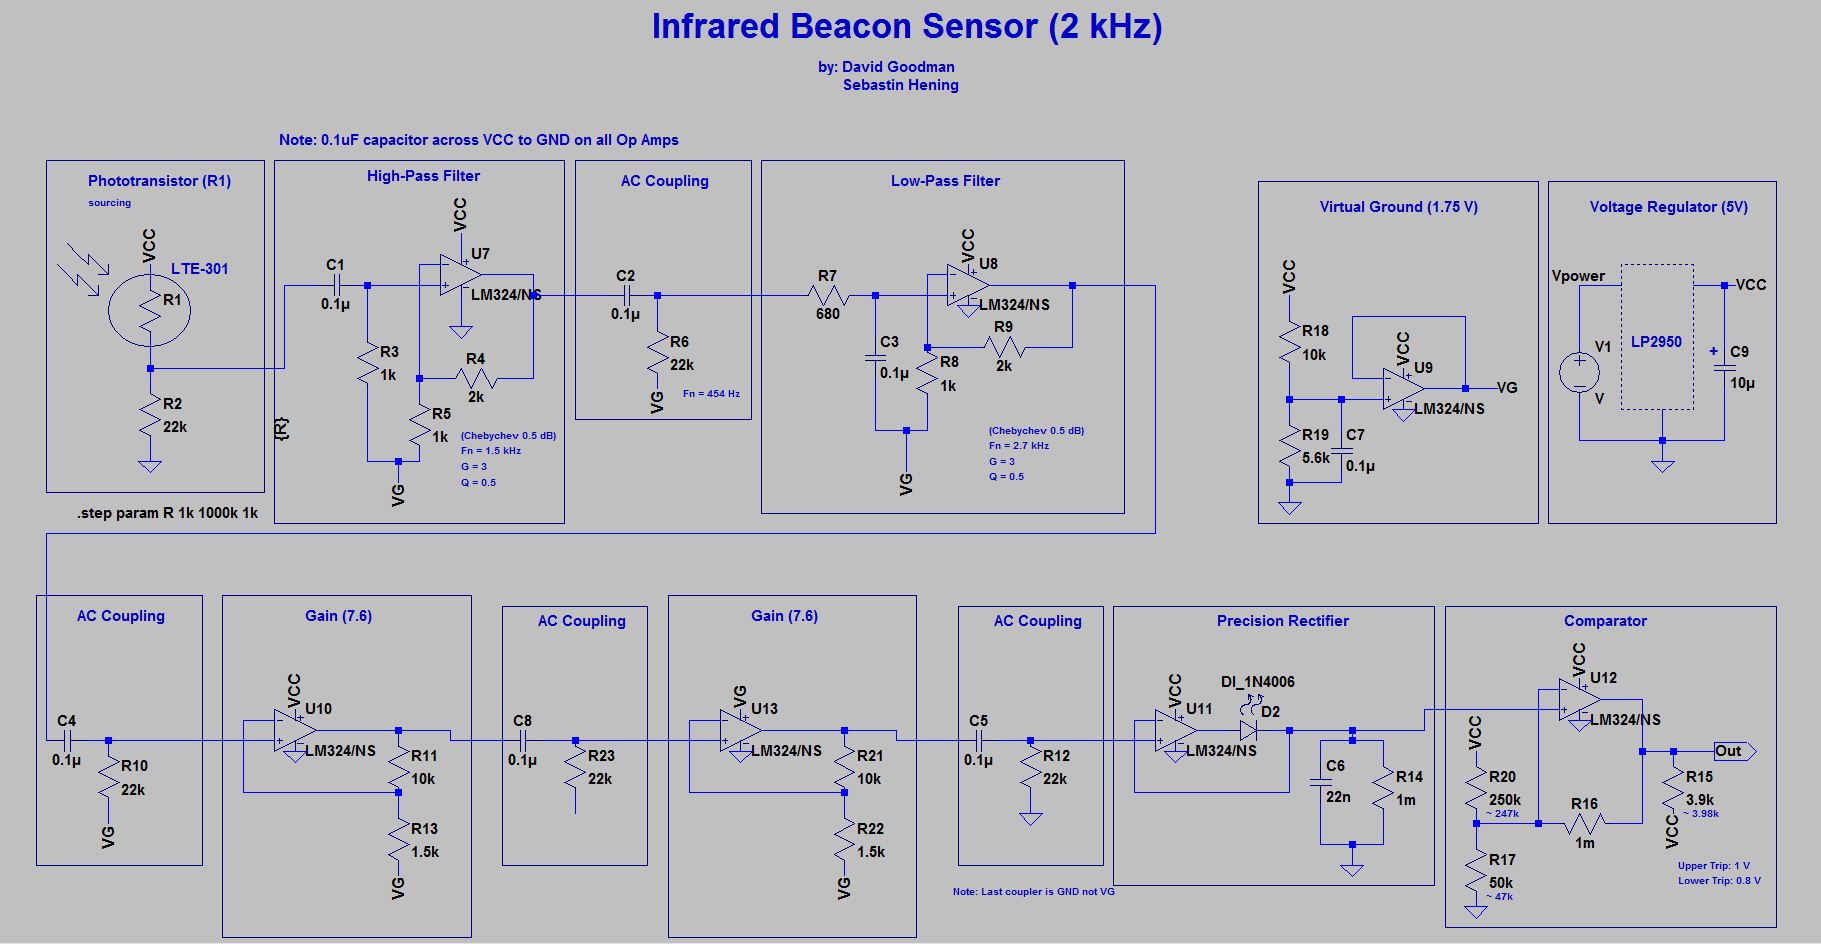 Infrared Beacon Sensor (2 kHz)
by: David Goodman
Sebastin Hening
Note: 0.1uF capacitor across VCC to GND on all Op Amps
Phototransistor (R1)
sourcing
VCC
LTE-301
R1
R2
22k
.step param R 1k 1000k 1k
High-Pass Filter
{R}
C1
0.1µ
VCC
U7
LM324/NS
R3
1k
R4
2k
R5
1k
VG
(Chebychev 0.5 dB)
Fn = 1.5 kHz
G = 3
Q = 0.5
AC Coupling
C2
0.1µ
R6
22k
VG
Fn = 454 Hz
Low-Pass Filter
R7
680
VCC
U8
LM324/NS
C3
0.1µ
R9
2k
R8
1k
VG
(Chebychev 0.5 dB)
Fn = 2.7 kHz
G = 3
Q = 0.5
Virtual Ground (1.75 V)
VCC
R18
10k
R19
5.6k
C7
0.1µ
VCC
U9
LM324/NS
VG
Voltage Regulator (5V)
Vpower
VCC
V1
V
LP2950
+
C9
10µ
AC Coupling
C4
0.1µ
R10
22k
VG
Gain (7.6)
VCC
U10
LM324/NS
R11
10k
R13
1.5k
VG
AC Coupling
C8
0.1µ
R23
22k
Gain (7.6)
VG
U13
LM324/NS
R21
10k
R22
1.5k
VG
AC Coupling
C5
0.1µ
R12
22k
Note: Last coupler is GND not VG
Precision Rectifier
VCC
U11
LM324/NS
DI_1N4006
D2
C6
22n
R14
1m
Comparator
VCC
U12
LM324/NS
VCC
R20
250k
~ 247k
R16
1m
R17
50k
~ 47k
Out
R15
3.9k
~ 3.98k
VCC
Upper Trip: 1 V
Lower Trip: 0.8 V